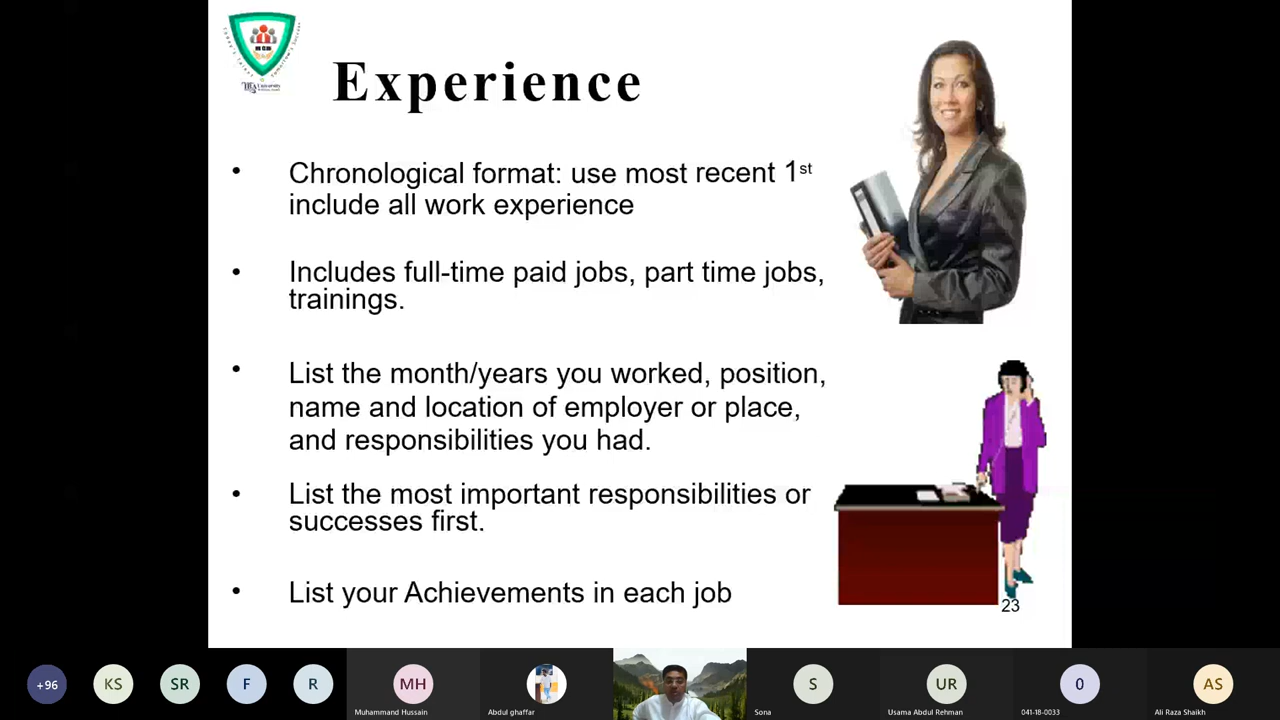 Experience
• Chronological format: use most recent 1st
include all work experience
• Includes full-time paid jobs, part time jobs,
trainings.
• List the month/years you worked, position,
name and location of employer or place,
and responsibilities you had.
• List the most important responsibilities or
successes first.
• List your Achievements in each job
23
+96
KS
SR
F
R
MH
S
UR
0
AS
Muhammand Hussain
Abdul ghaffar
Sona
Usama Abdul Rehman
041-18-0033
Ali Raza Shaikh